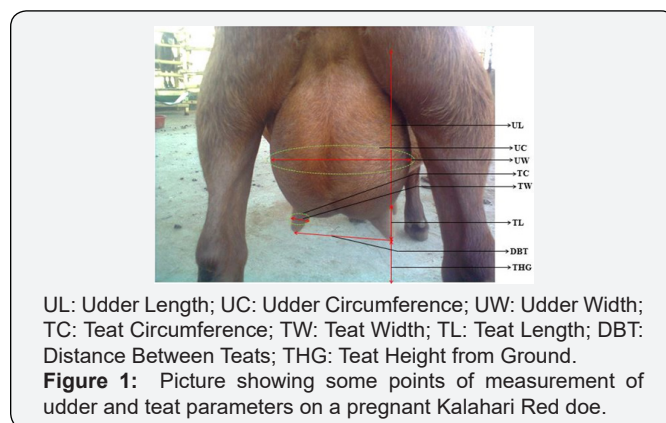 UL
UC
UW
TC
TW
TL
DBT
THG
UL: Udder Length; UC: Udder Circumference; UW: Udder Width;
TC: Teat Circumference; TW: Teat Width; TL: Teat Length; DBT:
Distance Between Teats; THG: Teat Height from Ground.
Figure 1: Picture showing some points of measurement of
udder and teat parameters on a pregnant Kalahari Red doe.